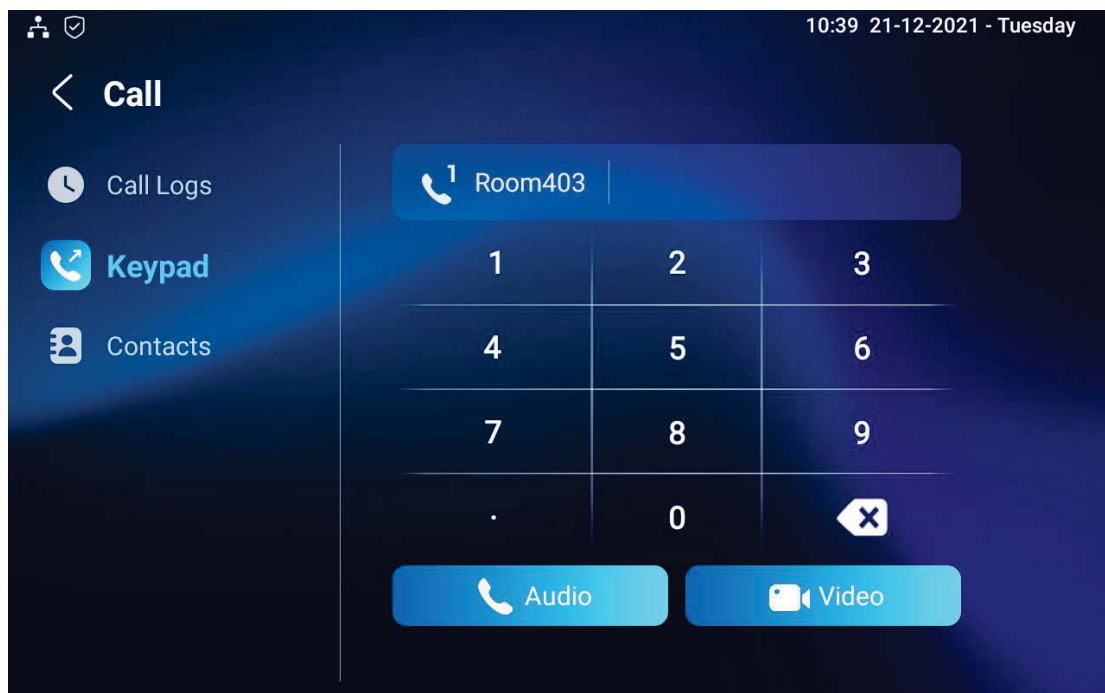 10:39 21-12-2021 - Tuesday
Call
Call Logs
Keypad
Contacts
1 Room403
1 2 3
4 5 6
7 8 9
. 0
Audio Video